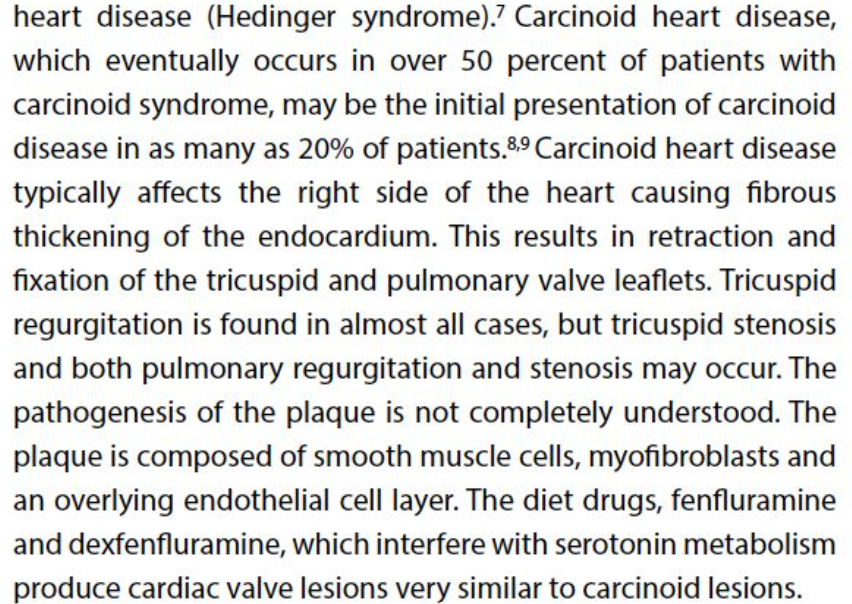 heart disease (Hedinger syndrome).⁷ Carcinoid heart disease,
which eventually occurs in over 50 percent of patients with
carcinoid syndrome, may be the initial presentation of carcinoid
disease in as many as 20% of patients.⁸,⁹ Carcinoid heart disease
typically affects the right side of the heart causing fibrous
thickening of the endocardium. This results in retraction and
fixation of the tricuspid and pulmonary valve leaflets. Tricuspid
regurgitation is found in almost all cases, but tricuspid stenosis
and both pulmonary regurgitation and stenosis may occur. The
pathogenesis of the plaque is not completely understood. The
plaque is composed of smooth muscle cells, myofibroblasts and
an overlying endothelial cell layer. The diet drugs, fenfluramine
and dexfenfluramine, which interfere with serotonin metabolism
produce cardiac valve lesions very similar to carcinoid lesions.